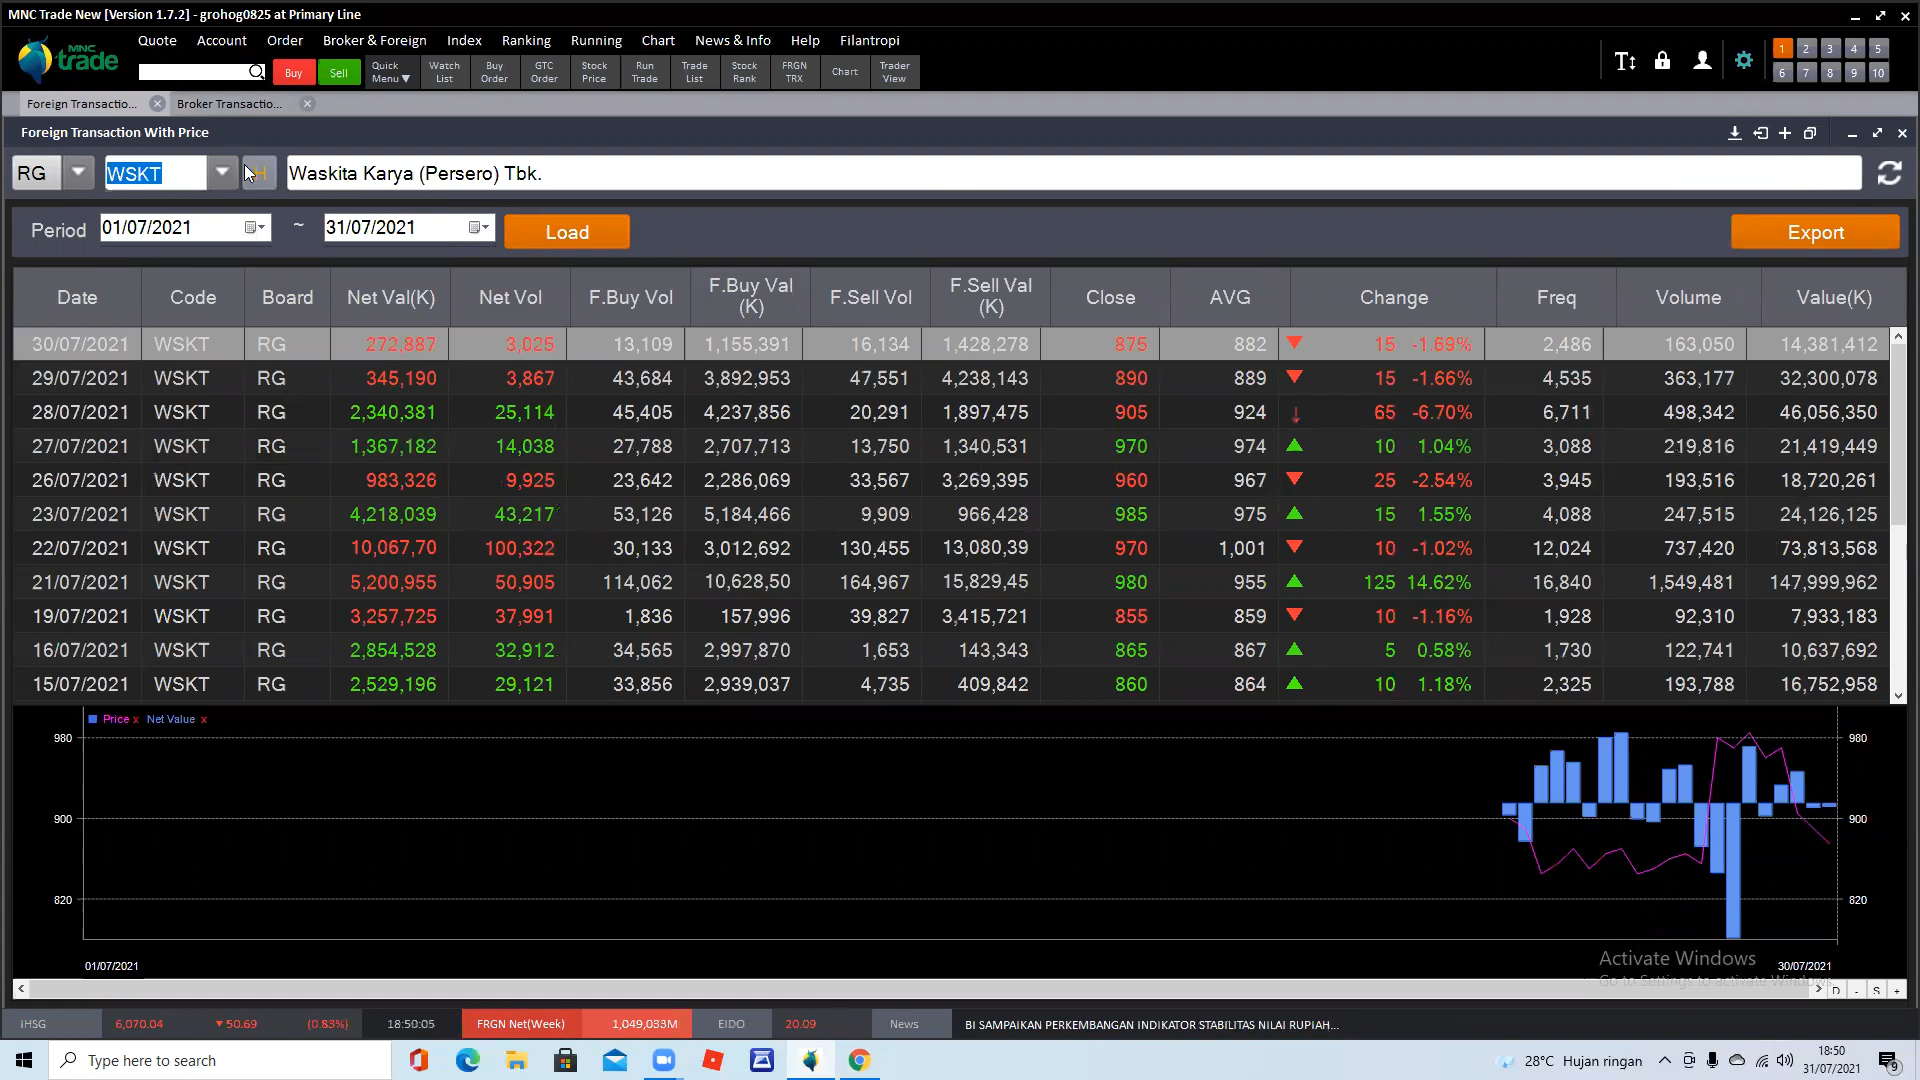 MNC Trade New [Version 1.7.2] - grohog0825 at Primary Line
MNC trade
Quote Account Order Broker & Foreign Index Ranking Running Chart News & Info Help Filantropi
Buy Sell Quick Menu▼ Watch List Buy Order GTC Order Stock Price Run Trade Trade List Stock Rank FRGN TRX Chart Trader View
1 2 3 4 5
6 7 8 9 10
Foreign Transactio... Broker Transactio...
Foreign Transaction With Price
RG WSKT H Waskita Karya (Persero) Tbk.
Period 01/07/2021 ~ 31/07/2021 Load Export
Date Code Board Net Val(K) Net Vol F.Buy Vol F.Buy Val (K) F.Sell Vol F.Sell Val (K) Close AVG Change Freq Volume Value(K)
30/07/2021 WSKT RG 272,887 3,025 13,109 1,155,391 16,134 1,428,278 875 882 15 -1.69% 2,486 163,050 14,381,412
29/07/2021 WSKT RG 345,190 3,867 43,684 3,892,953 47,551 4,238,143 890 889 15 -1.66% 4,535 363,177 32,300,078
28/07/2021 WSKT RG 2,340,381 25,114 45,405 4,237,856 20,291 1,897,475 905 924 65 -6.70% 6,711 498,342 46,056,350
27/07/2021 WSKT RG 1,367,182 14,038 27,788 2,707,713 13,750 1,340,531 970 974 10 1.04% 3,088 219,816 21,419,449
26/07/2021 WSKT RG 983,326 9,925 23,642 2,286,069 33,567 3,269,395 960 967 25 -2.54% 3,945 193,516 18,720,261
23/07/2021 WSKT RG 4,218,039 43,217 53,126 5,184,466 9,909 966,428 985 975 15 1.55% 4,088 247,515 24,126,125
22/07/2021 WSKT RG 10,067,70 100,322 30,133 3,012,692 130,455 13,080,39 970 1,001 10 -1.02% 12,024 737,420 73,813,568
21/07/2021 WSKT RG 5,200,955 50,905 114,062 10,628,50 164,967 15,829,45 980 955 125 14.62% 16,840 1,549,481 147,999,962
19/07/2021 WSKT RG 3,257,725 37,991 1,836 157,996 39,827 3,415,721 855 859 10 -1.16% 1,928 92,310 7,933,183
16/07/2021 WSKT RG 2,854,528 32,912 34,565 2,997,870 1,653 143,343 865 867 5 0.58% 1,730 122,741 10,637,692
15/07/2021 WSKT RG 2,529,196 29,121 33,856 2,939,037 4,735 409,842 860 864 10 1.18% 2,325 193,788 16,752,958
Price x Net Value x
980 980
900 900
820 820
Activate Windows
01/07/2021 30/07/2021
Go to Settings to activate Windows.
D - S +
IHSG 6,070.04 ▼50.69 (0.83%) 18:50:05 FRGN Net(Week) 1,049,033M EIDO 20.09 News BI SAMPAIKAN PERKEMBANGAN INDIKATOR STABILITAS NILAI RUPIAH...
Type here to search 28°C Hujan ringan 18:50
31/07/2021 9